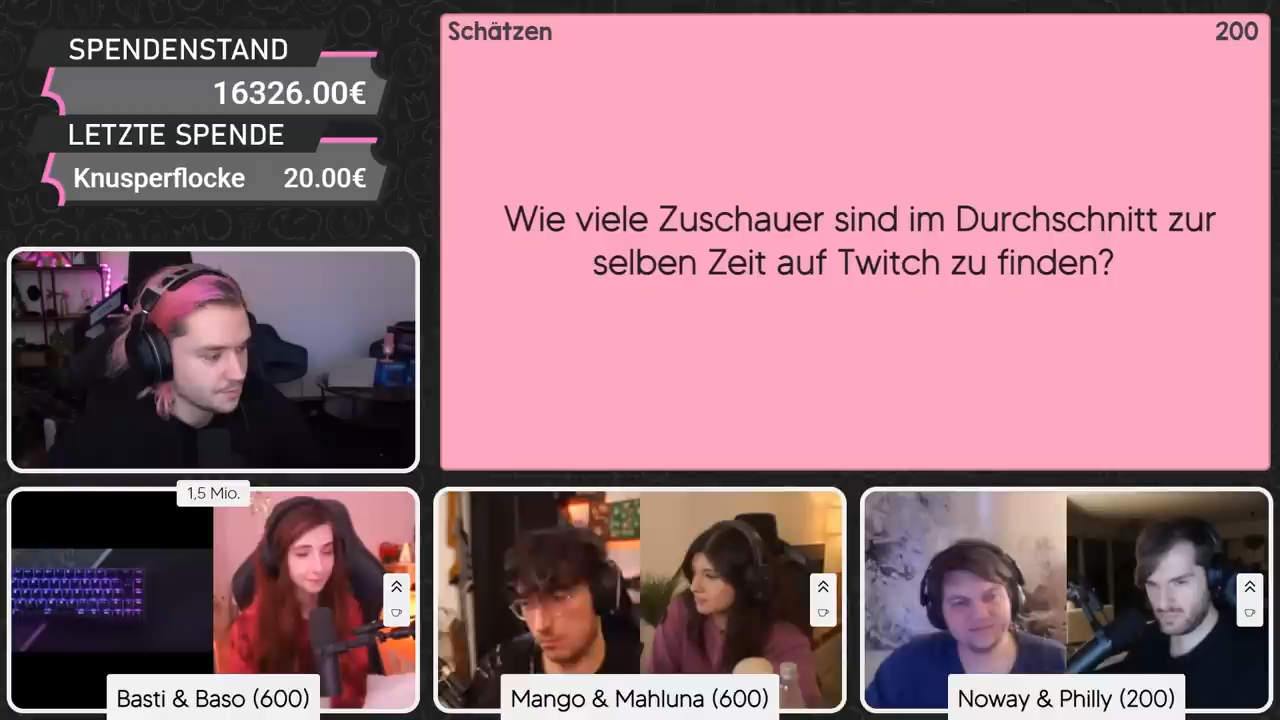 SPENDENSTAND
16326.00€
LETZTE SPENDE
Knusperflocke 20.00€
Schätzen 200
Wie viele Zuschauer sind im Durchschnitt zur
selben Zeit auf Twitch zu finden?
1,5 Mio.
Basti & Baso (600)
Mango & Mahluna (600)
Noway & Philly (200)